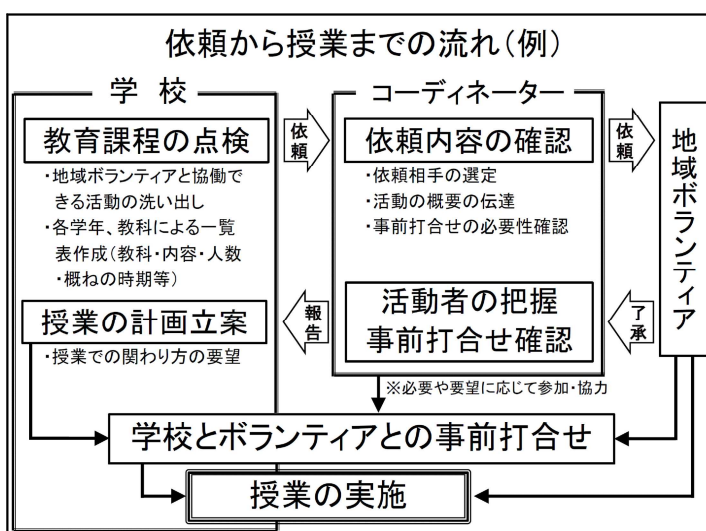 依頼から授業までの流れ(例)
学 校
教育課程の点検
・地域ボランティアと協働で
きる活動の洗い出し
・各学年、教科による一覧
表作成(教科・内容・人数
・概ねの時期等)
授業の計画立案
・授業での関わり方の要望
依頼
報告
コーディネーター
依頼内容の確認
・依頼相手の選定
・活動の概要の伝達
・事前打合せの必要性確認
活動者の把握
事前打合せ確認
依頼
了承
地域ボランティア
※必要や要望に応じて参加・協力
学校とボランティアとの事前打合せ
授業の実施